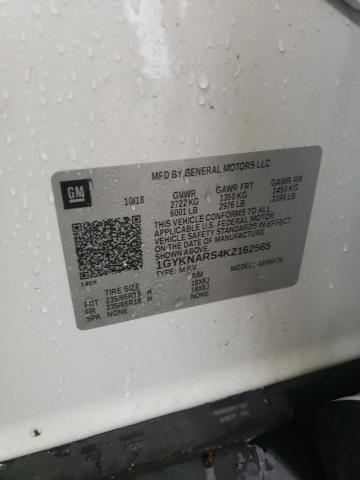 MFD BY GENERAL MOTORS LLC
GM
10/18
GVWR GAWR FRT GAWR RR
2722 KG 1350 KG 1450 KG
6001 LB 2976 LB 3196 LB
THIS VEHICLE CONFORMS TO ALL
APPLICABLE U.S. FEDERAL MOTOR
VEHICLE SAFETY STANDARDS IN EFFECT ON THE
DATE OF MANUFACTURE SHOWN ABOVE.
1GYKNARS4KZ162565
TYPE: M.P.V. MODEL:
140X
TIRE SIZE RIM
FRT 235/65R18 H 18X8J
RR 235/65R18 H 18X8J
SPA NONE NONE